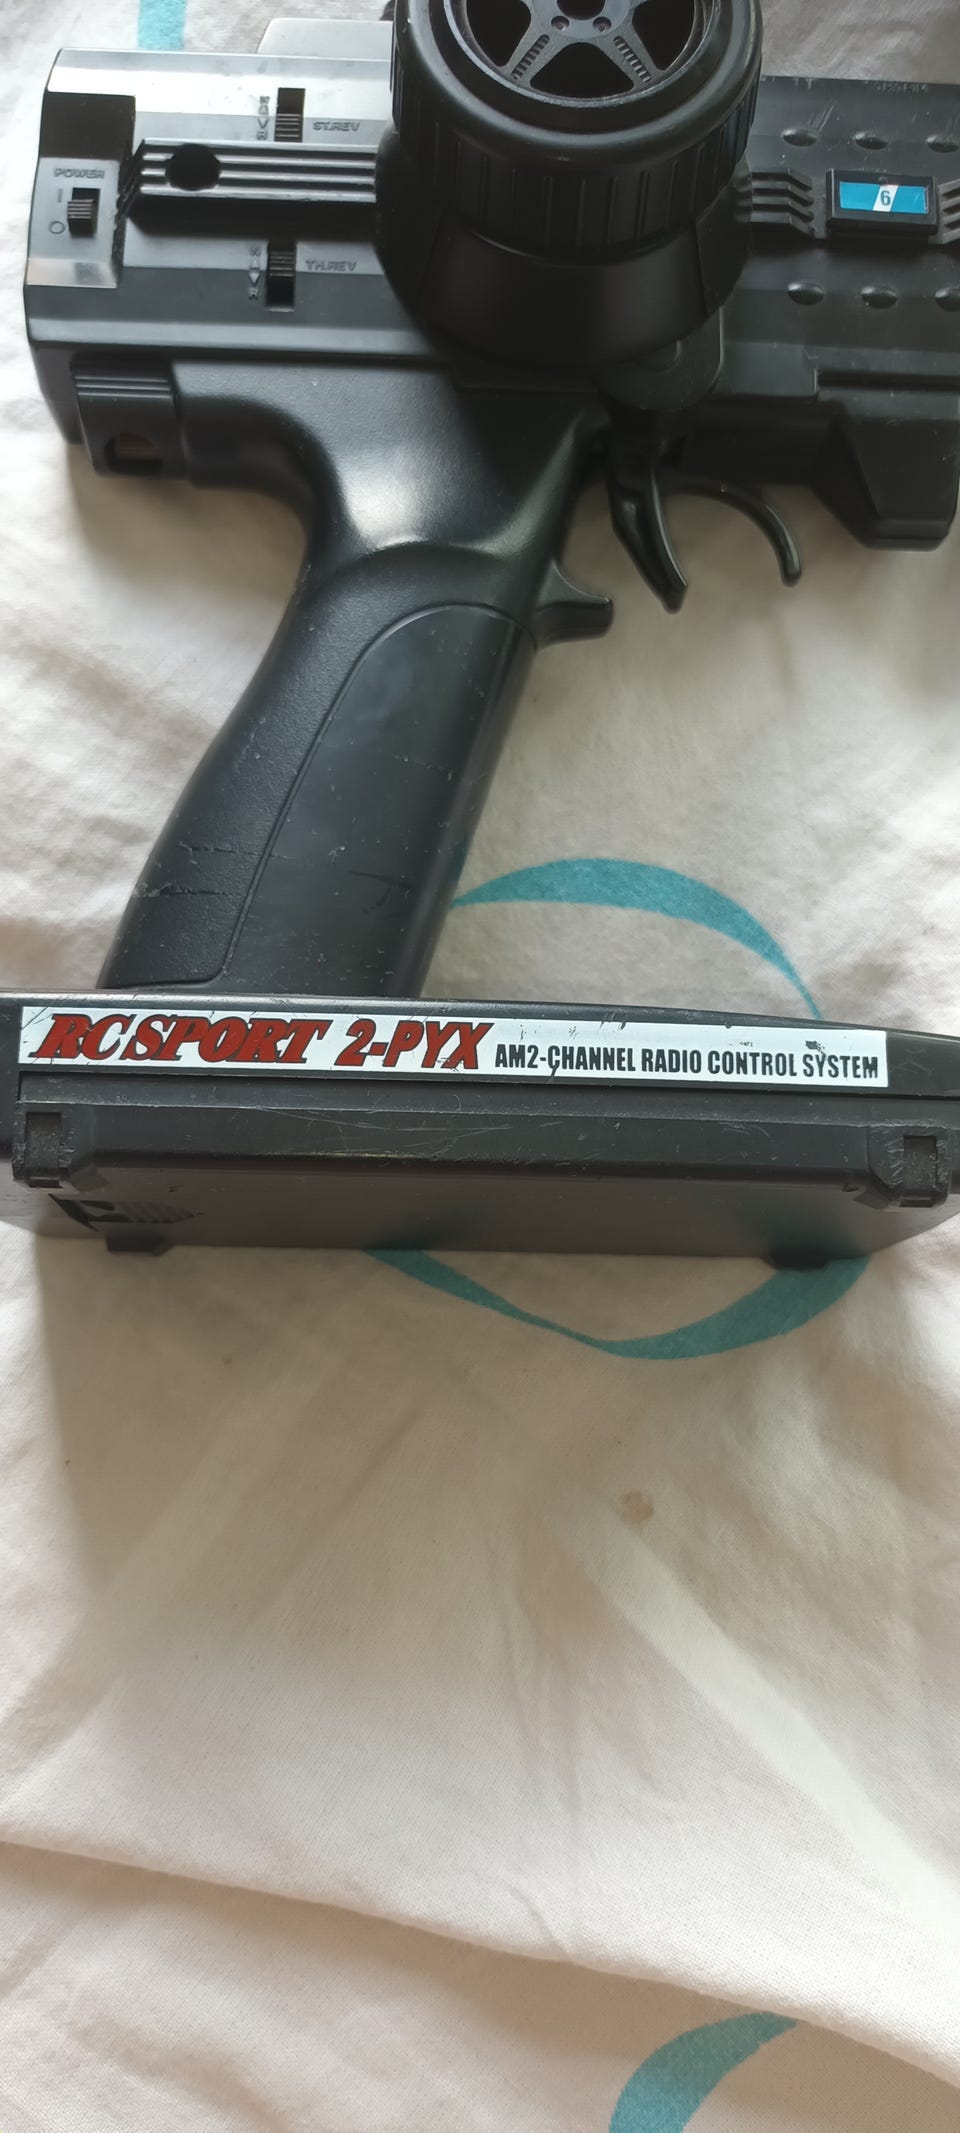 ST.REV
POWER
I
O
N
R
TH.REV
6
RC SPORT 2-PYX AM2-CHANNEL RADIO CONTROL SYSTEM